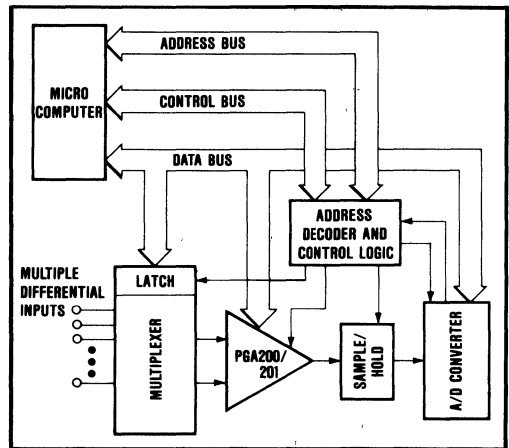 ADDRESS BUS
MICRO
COMPUTER
CONTROL BUS
DATA BUS
ADDRESS
DECODER AND
CONTROL LOGIC
MULTIPLE
DIFFERENTIAL
INPUTS
LATCH
MULTIPLEXER
PGA200/
201
SAMPLE/
HOLD
A/D CONVERTER